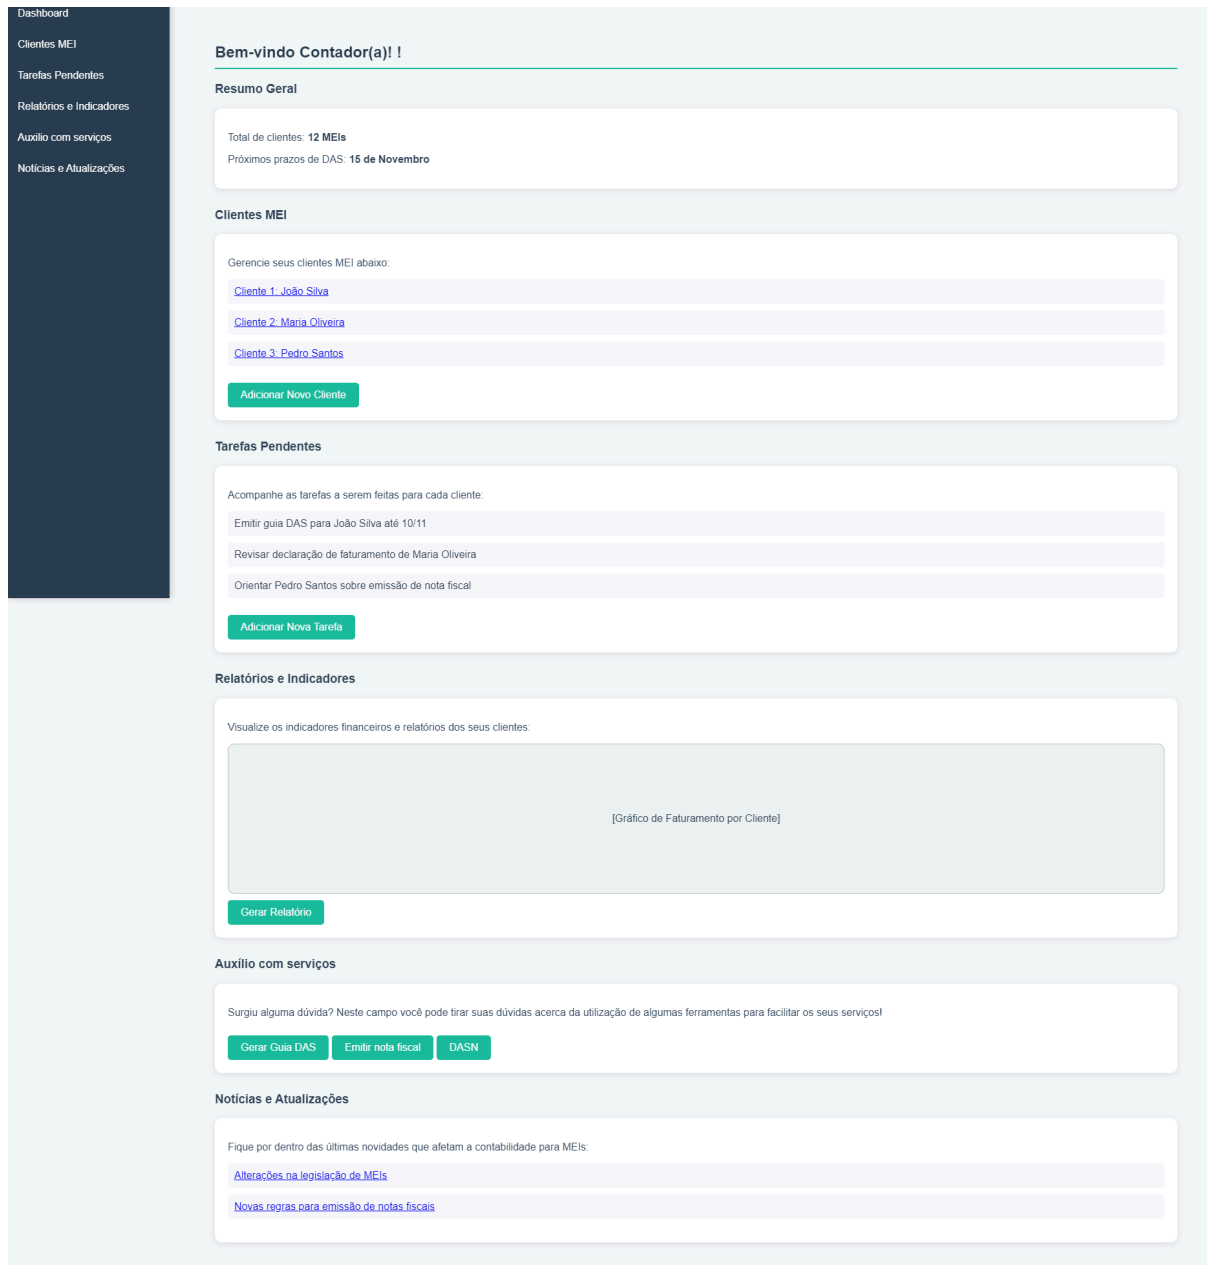 Dashboard
Clientes MEI
Tarefas Pendentes
Relatórios e Indicadores
Auxilio com serviços
Notícias e Atualizações
Bem-vindo Contador(a)! !
Resumo Geral
Total de clientes: 12 MEIs
Próximos prazos de DAS: 15 de Novembro
Clientes MEI
Gerencie seus clientes MEI abaixo:
Cliente 1: João Silva
Cliente 2: Maria Oliveira
Cliente 3: Pedro Santos
Adicionar Novo Cliente
Tarefas Pendentes
Acompanhe as tarefas a serem feitas para cada cliente:
Emitir guia DAS para João Silva até 10/11
Revisar declaração de faturamento de Maria Oliveira
Orientar Pedro Santos sobre emissão de nota fiscal
Adicionar Nova Tarefa
Relatórios e Indicadores
Visualize os indicadores financeiros e relatórios dos seus clientes:
[Gráfico de Faturamento por Cliente]
Gerar Relatório
Auxílio com serviços
Surgiu alguma dúvida? Neste campo você pode tirar suas dúvidas acerca da utilização de algumas ferramentas para facilitar os seus serviços!
Gerar Guia DAS Emitir nota fiscal DASN
Notícias e Atualizações
Fique por dentro das últimas novidades que afetam a contabilidade para MEIs:
Alterações na legislação de MEIs
Novas regras para emissão de notas fiscais